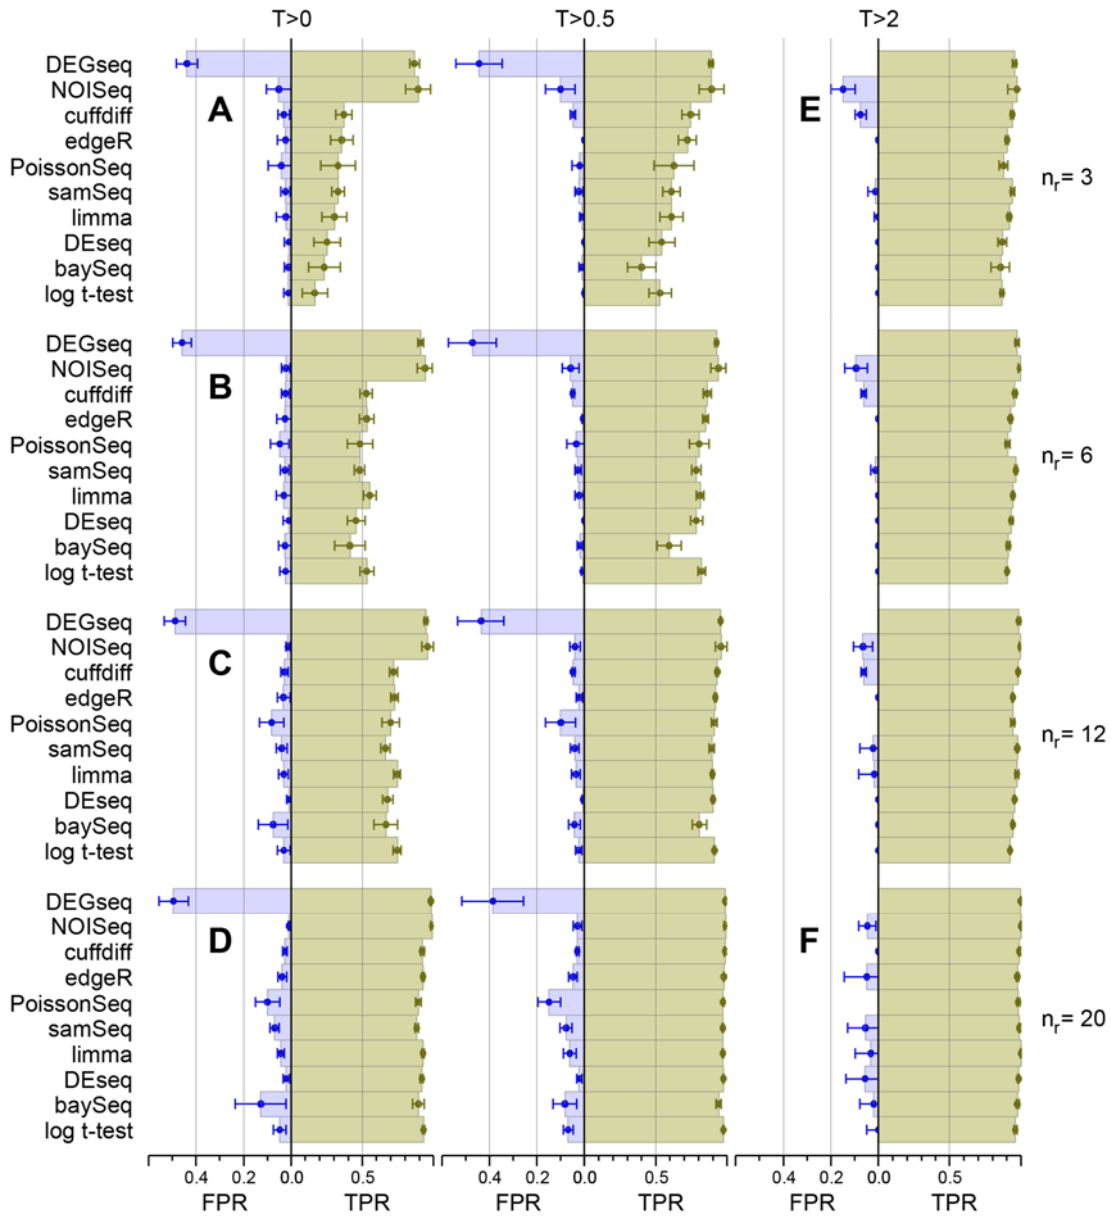 T>0 T>0.5 T>2
DEGseq
NOISeq
A E
cuffdiff
edgeR
PoissonSeq
nr= 3
samSeq
limma
DEseq
baySeq
log t-test
DEGseq
NOISeq
B
cuffdiff
edgeR
PoissonSeq
nr= 6
samSeq
limma
DEseq
baySeq
log t-test
DEGseq
NOISeq
C
cuffdiff
edgeR
PoissonSeq
nr= 12
samSeq
limma
DEseq
baySeq
log t-test
DEGseq
NOISeq
D F
cuffdiff
edgeR
PoissonSeq
nr= 20
samSeq
limma
DEseq
baySeq
log t-test
0.4 0.2 0.0 0.5 0.4 0.2 0.0 0.5 0.4 0.2 0.0 0.5
FPR TPR FPR TPR FPR TPR